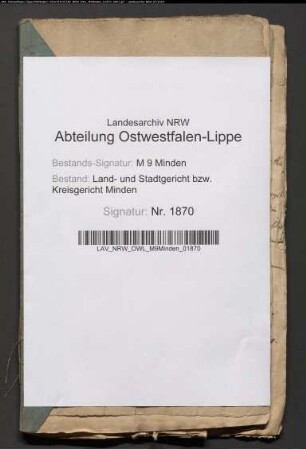 Landesarchiv NRW
Abteilung Ostwestfalen-Lippe
Bestands-Signatur: M 9 Minden
Bestand: Land- und Stadtgericht bzw.
Kreisgericht Minden
Signatur: Nr. 1870
LAV_NRW_OWL_M9Minden_01870